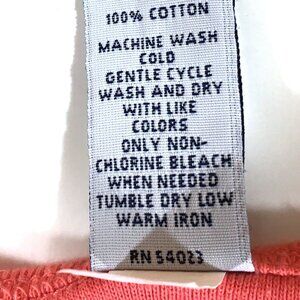 100% COTTON
MACHINE WASH
COLD
GENTLE CYCLE
WASH AND DRY
WITH LIKE
COLORS
ONLY NON-
CHLORINE BLEACH
WHEN NEEDED
TUMBLE DRY LOW
WARM IRON
RN 54023